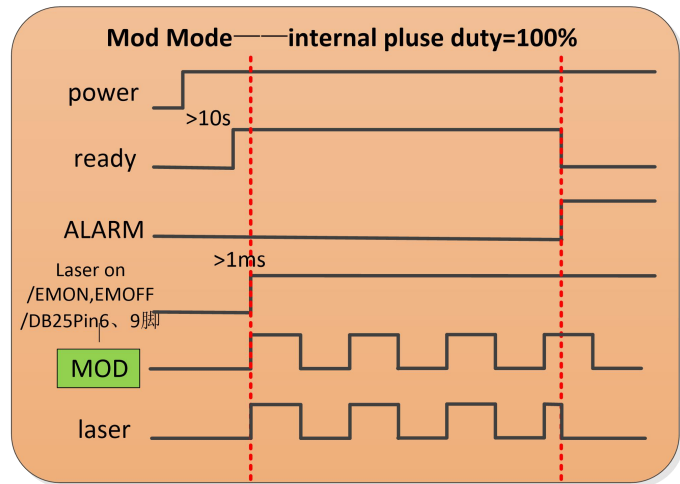 Mod Mode——internal pluse duty=100%
power
>10s
ready
ALARM
>1ms
Laser on
/EMON,EMOFF
/DB25Pin6、9脚
MOD
laser